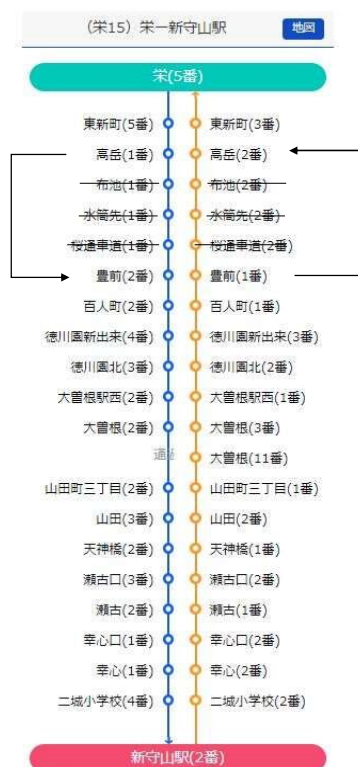 (栄15) 栄ー新守山駅 地図
栄(5番)
東新町(5番) 東新町(3番)
高岳(1番) 高岳(2番)
布池(1番) 布池(2番)
水筒先(1番) 水筒先(2番)
桜通車道(1番) 桜通車道(2番)
豊前(2番) 豊前(1番)
百人町(2番) 百人町(1番)
徳川園新出来(4番) 徳川園新出来(3番)
徳川園北(3番) 徳川園北(2番)
大曽根駅西(2番) 大曽根駅西(1番)
大曽根(2番) 大曽根(3番)
大曽根(11番)
山田町三丁目(2番) 山田町三丁目(1番)
山田(3番) 山田(2番)
天神橋(2番) 天神橋(1番)
瀬古口(3番) 瀬古口(2番)
瀬古(2番) 瀬古(1番)
幸心口(1番) 幸心口(2番)
幸心(1番) 幸心(2番)
二城小学校(4番) 二城小学校(2番)
新守山駅(2番)